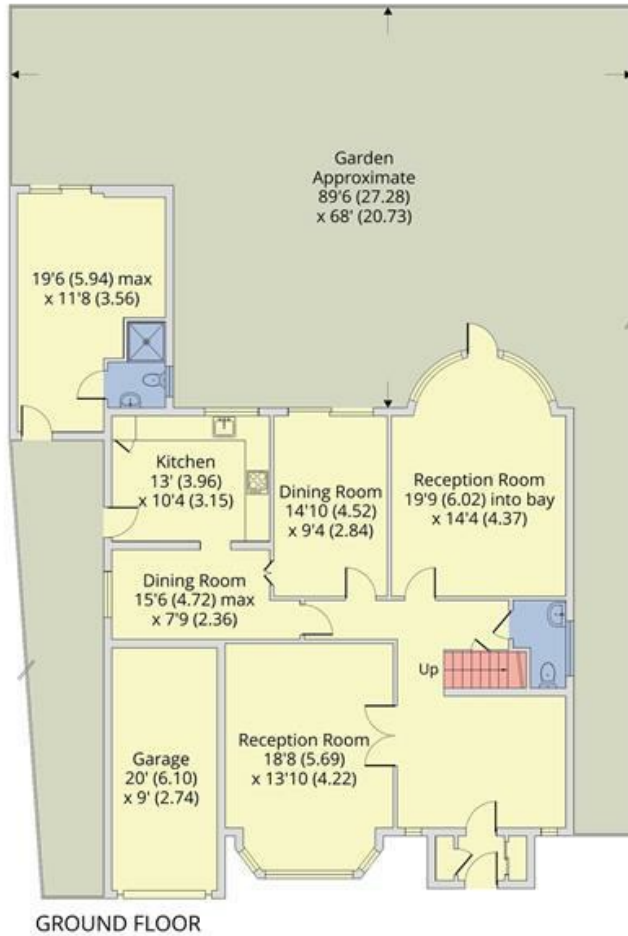 Garden
Approximate
89'6 (27.28)
x 68' (20.73)
19'6 (5.94) max
x 11'8 (3.56)
Kitchen
13' (3.96)
x 10'4 (3.15)
Dining Room
14'10 (4.52)
x 9'4 (2.84)
Reception Room
19'9 (6.02) into bay
x 14'4 (4.37)
Dining Room
15'6 (4.72) max
x 7'9 (2.36)
Up
Garage
20' (6.10)
x 9' (2.74)
Reception Room
18'8 (5.69)
x 13'10 (4.22)
GROUND FLOOR